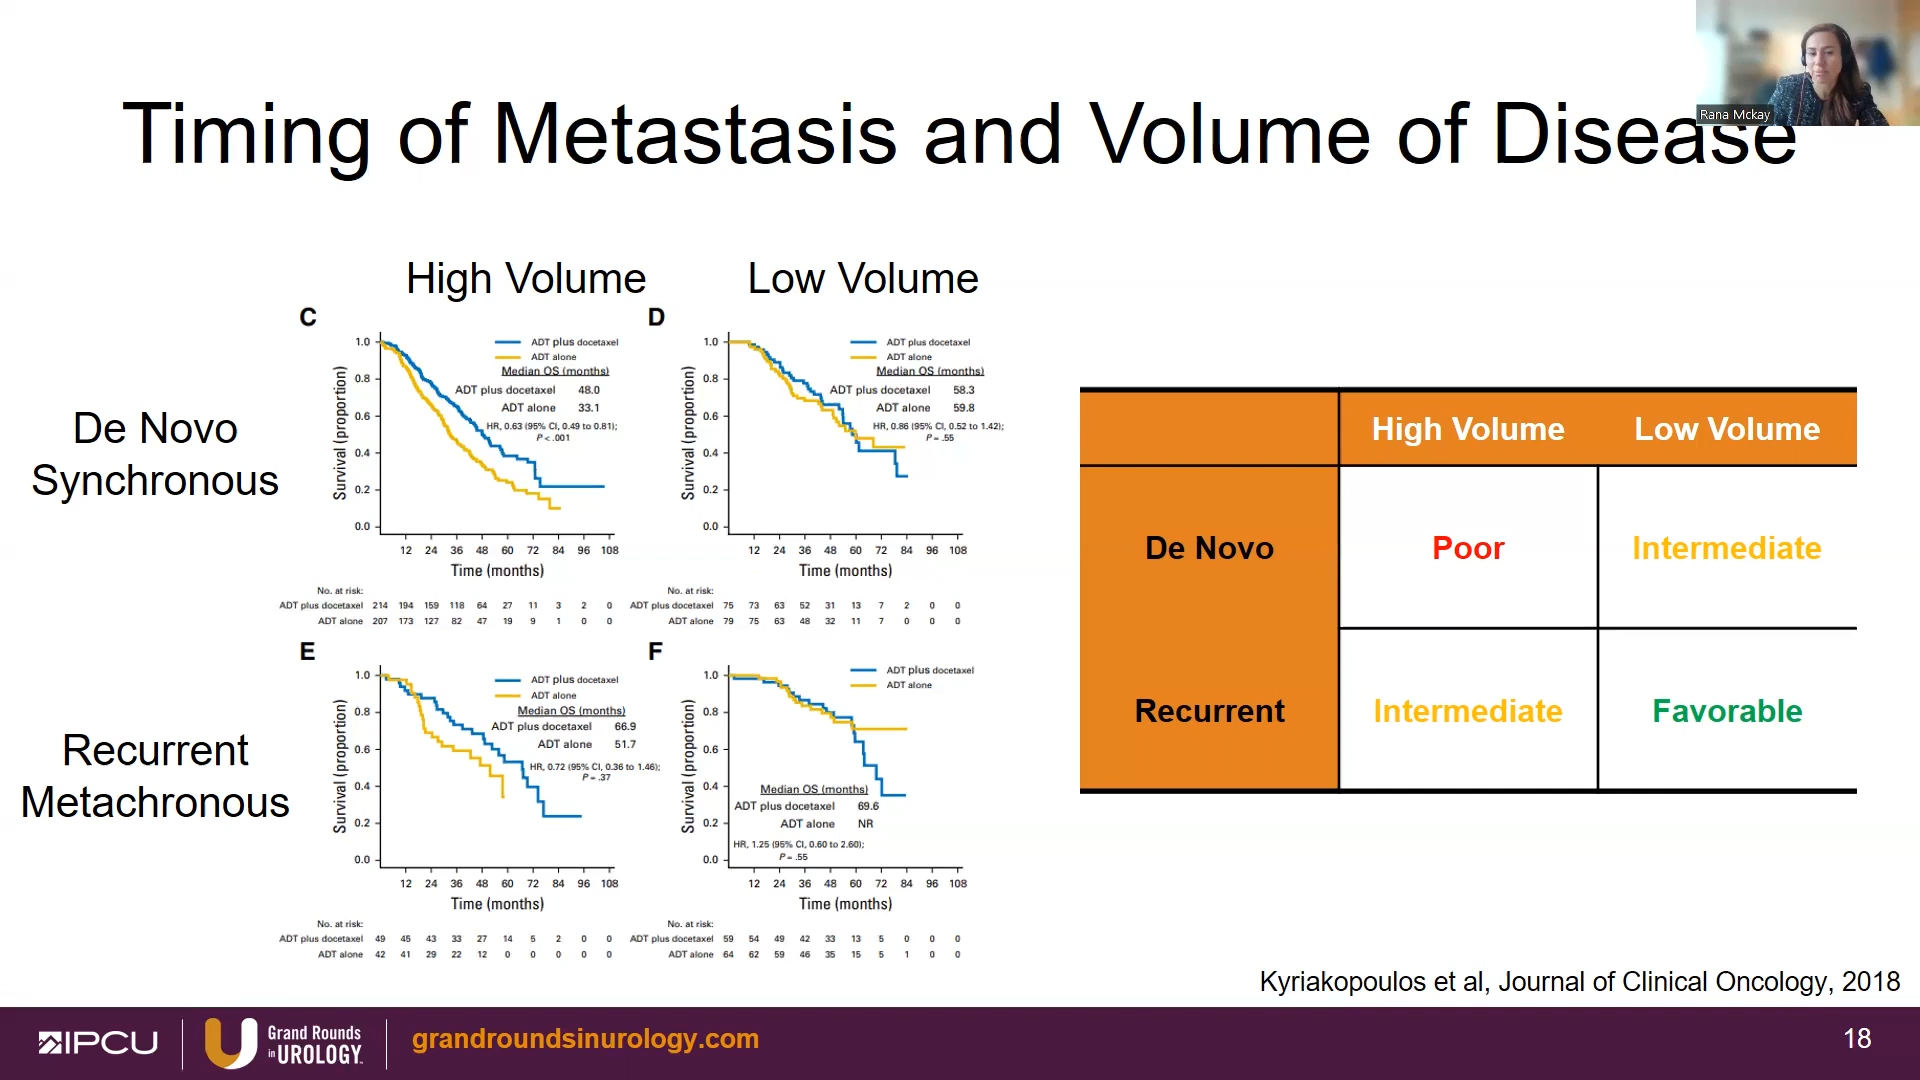 Rana Mckay
Timing of Metastasis and Volume of Disease
High Volume
Low Volume
De Novo
Synchronous
C
1.0
0.8
0.6
0.4
0.2
0.0
Survival (proportion)
ADT plus docetaxel
ADT alone
Median OS (months)
ADT plus docetaxel 48.0
ADT alone 33.1
HR, 0.63 (95% CI, 0.49 to 0.81);
P < .001
12 24 36 48 60 72 84 96 108
Time (months)
No. at risk:
ADT plus docetaxel 214 194 159 118 64 27 11 3 2 0
ADT alone 207 173 127 82 47 19 9 1 0 0
D
1.0
0.8
0.6
0.4
0.2
0.0
Survival (proportion)
ADT plus docetaxel
ADT alone
Median OS (months)
ADT plus docetaxel 58.3
ADT alone 59.8
HR, 0.86 (95% CI, 0.52 to 1.42);
P = .55
12 24 36 48 60 72 84 96 108
Time (months)
No. at risk:
ADT plus docetaxel 75 73 63 52 31 13 7 2 0 0
ADT alone 79 75 63 48 32 11 7 0 0 0
Recurrent
Metachronous
E
1.0
0.8
0.6
0.4
0.2
0.0
Survival (proportion)
ADT plus docetaxel
ADT alone
Median OS (months)
ADT plus docetaxel 66.9
ADT alone 51.7
HR, 0.72 (95% CI, 0.36 to 1.46);
P = .37
12 24 36 48 60 72 84 96 108
Time (months)
No. at risk:
ADT plus docetaxel 49 45 43 33 27 14 5 2 0 0
ADT alone 42 41 29 22 12 0 0 0 0 0
F
1.0
0.8
0.6
0.4
0.2
0.0
Survival (proportion)
ADT plus docetaxel
ADT alone
Median OS (months)
ADT plus docetaxel 69.6
ADT alone NR
HR, 1.25 (95% CI, 0.60 to 2.60);
P = .55
12 24 36 48 60 72 84 96 108
Time (months)
No. at risk:
ADT plus docetaxel 59 54 49 42 33 13 5 0 0 0
ADT alone 64 62 59 46 35 15 5 1 0 0
High Volume Low Volume
De Novo Poor Intermediate
Recurrent Intermediate Favorable
Kyriakopoulos et al, Journal of Clinical Oncology, 2018
IPCU
Grand Rounds
in UROLOGY
grandroundsinurology.com
18